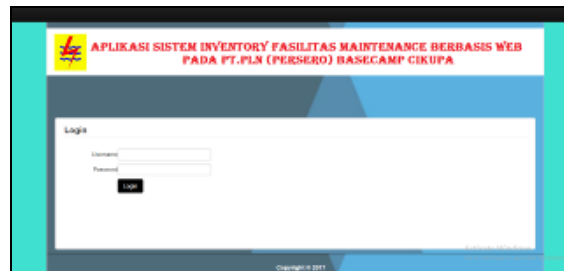 APLIKASI SISTEM INVENTORY FASILITAS MAINTENANCE BERBASIS WEB
PADA PT.PLN (PERSERO) BASECAMP CIKUPA
Login
Username
Password
Login
Copyright © 2017